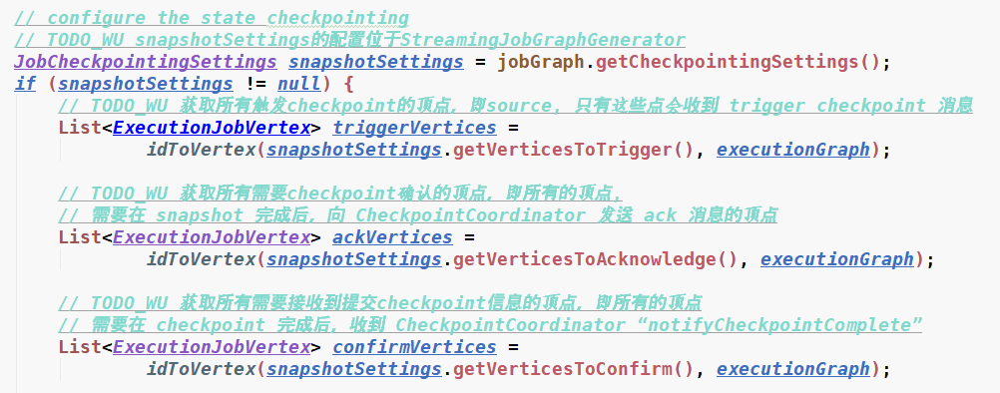 // configure the state checkpointing
// TODO_WU snapshotSettings的配置位于StreamingJobGraphGenerator
JobCheckpointingSettings snapshotSettings = jobGraph.getCheckpointingSettings();
if (snapshotSettings != null) {
// TODO_WU 获取所有触发checkpoint的顶点, 即source, 只有这些点会收到 trigger checkpoint 消息
List<ExecutionJobVertex> triggerVertices =
idToVertex(snapshotSettings.getVerticesToTrigger(), executionGraph);
// TODO_WU 获取所有需要checkpoint确认的顶点, 即所有的顶点,
// 需要在 snapshot 完成后, 向 CheckpointCoordinator 发送 ack 消息的顶点
List<ExecutionJobVertex> ackVertices =
idToVertex(snapshotSettings.getVerticesToAcknowledge(), executionGraph);
// TODO_WU 获取所有需要接收到提交checkpoint信息的顶点, 即所有的顶点
// 需要在 checkpoint 完成后, 收到 CheckpointCoordinator “notifyCheckpointComplete”
List<ExecutionJobVertex> confirmVertices =
idToVertex(snapshotSettings.getVerticesToConfirm(), executionGraph);